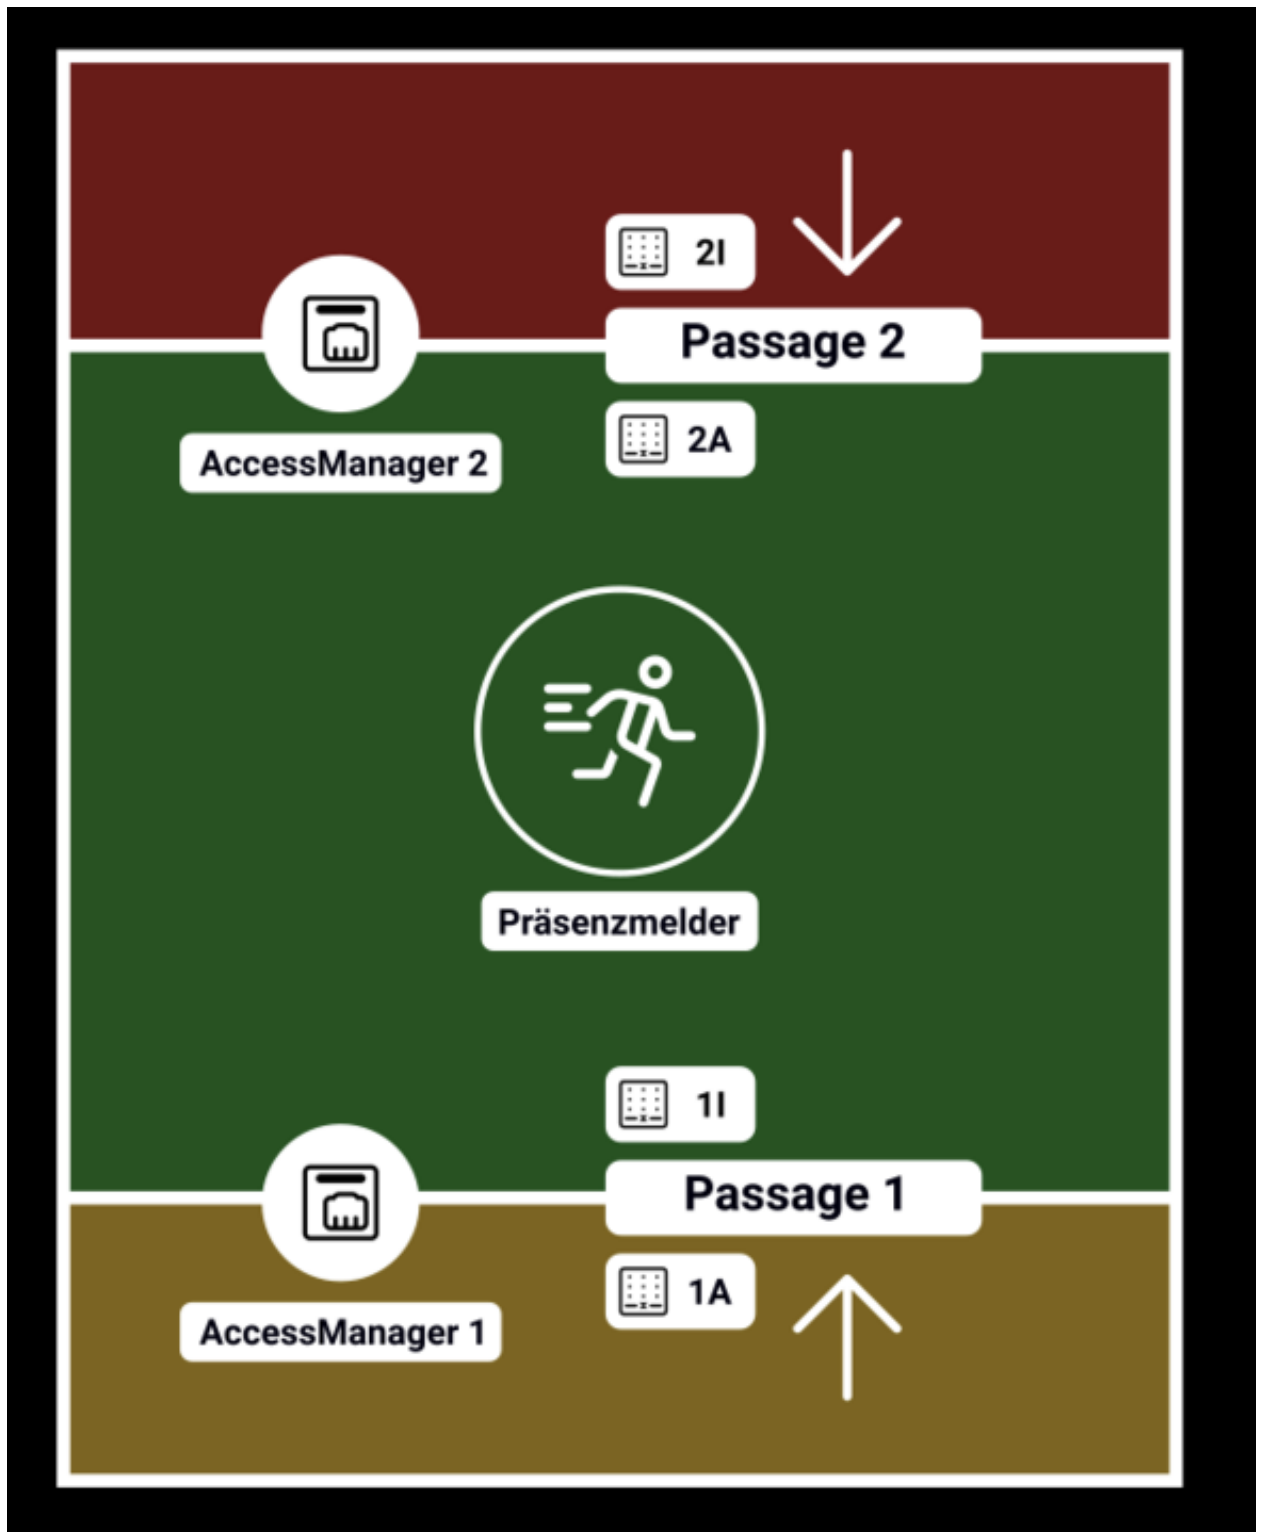 2I
Passage 2
2A
AccessManager 2
Präsenzmelder
1I
Passage 1
1A
AccessManager 1